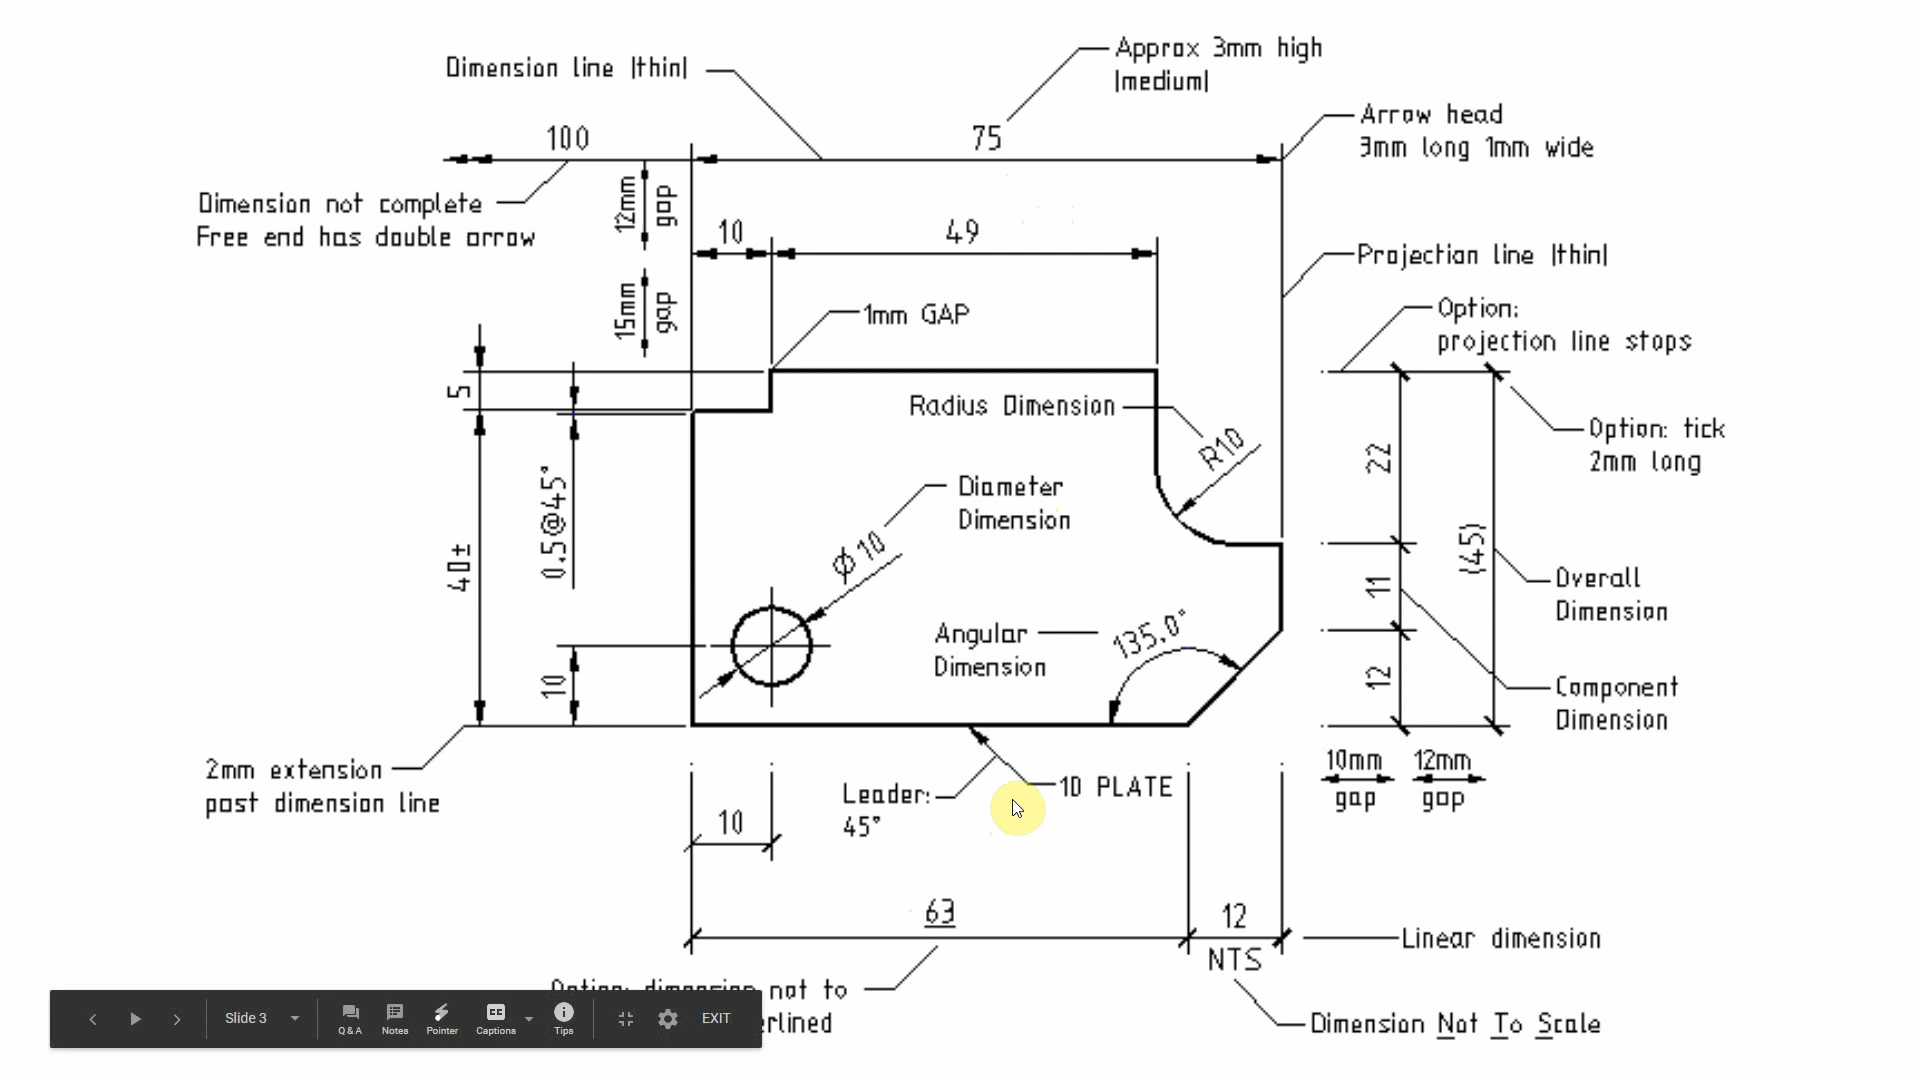 Approx 3mm high
|medium|
Dimension line |thin|
Arrow head
3mm long 1mm wide
100
75
Dimension not complete
Free end has double arrow
12mm
gap
10
49
Projection line |thin|
15mm
gap
1mm GAP
Option:
projection line stops
5
Radius Dimension
R10
22
Option: tick
2mm long
0.5@45°
40±
Diameter
Dimension
Ø10
(45)
11
Overall
Dimension
Angular
Dimension
135.0°
10
12
Component
Dimension
2mm extension
past dimension line
10mm
gap
12mm
gap
Leader:
45°
10 PLATE
10
63
12
NTS
Linear dimension
Option: dimension not to
erlined
Dimension Not To Scale
Slide 3
Q & A
Notes
Pointer
CC
Captions
Tips
EXIT